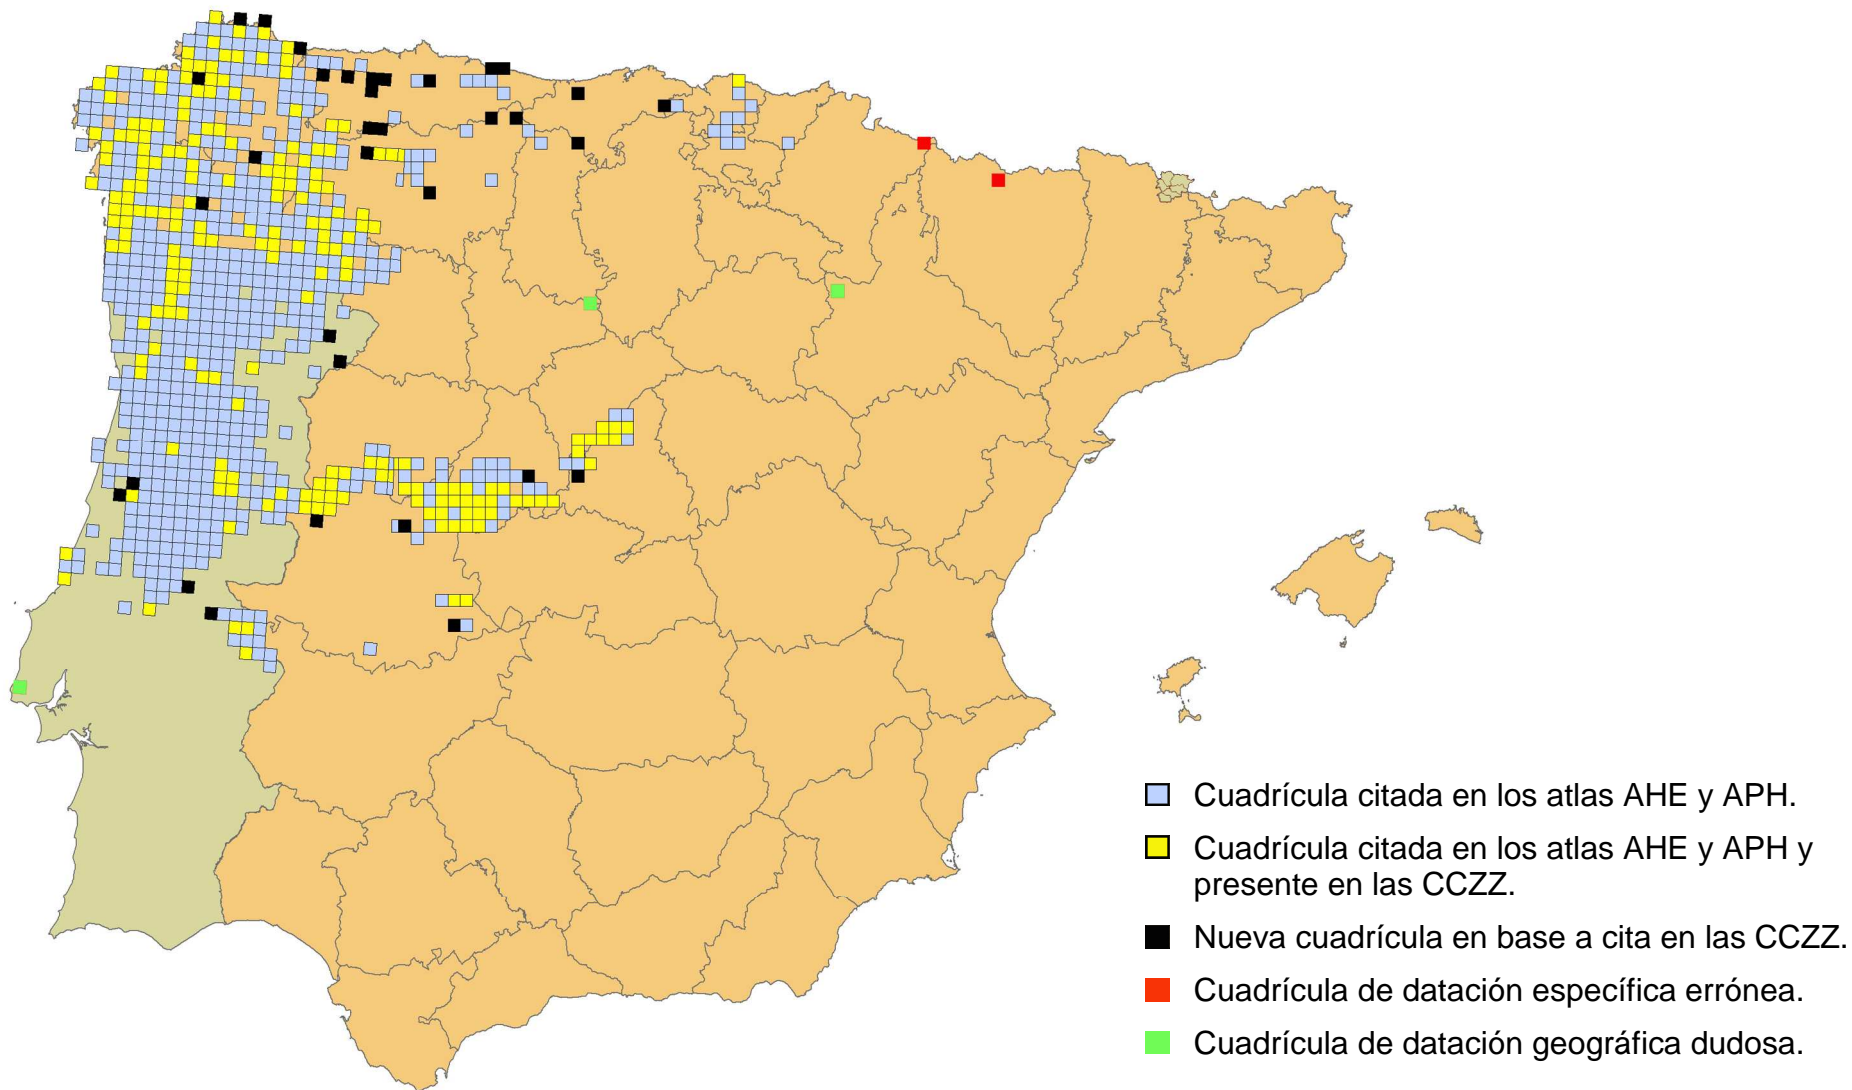 Cuadrícula citada en los atlas AHE y APH.
Cuadrícula citada en los atlas AHE y APH y
presente en las CCZZ.
Nueva cuadrícula en base a cita en las CCZZ.
Cuadrícula de datación específica errónea.
Cuadrícula de datación geográfica dudosa.